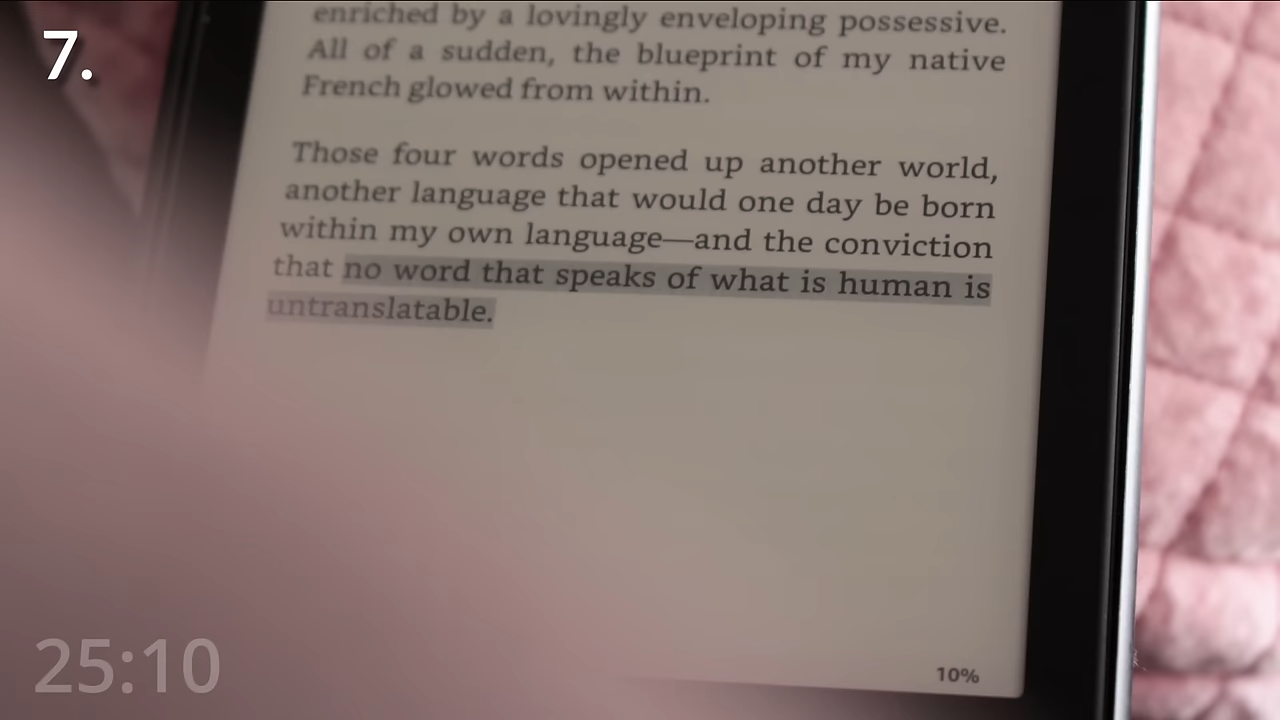 7.
enriched by a lovingly enveloping possessive.
All of a sudden, the blueprint of my native
French glowed from within.
Those four words opened up another world,
another language that would one day be born
within my own language—and the conviction
that no word that speaks of what is human is
untranslatable.
10%
25:10